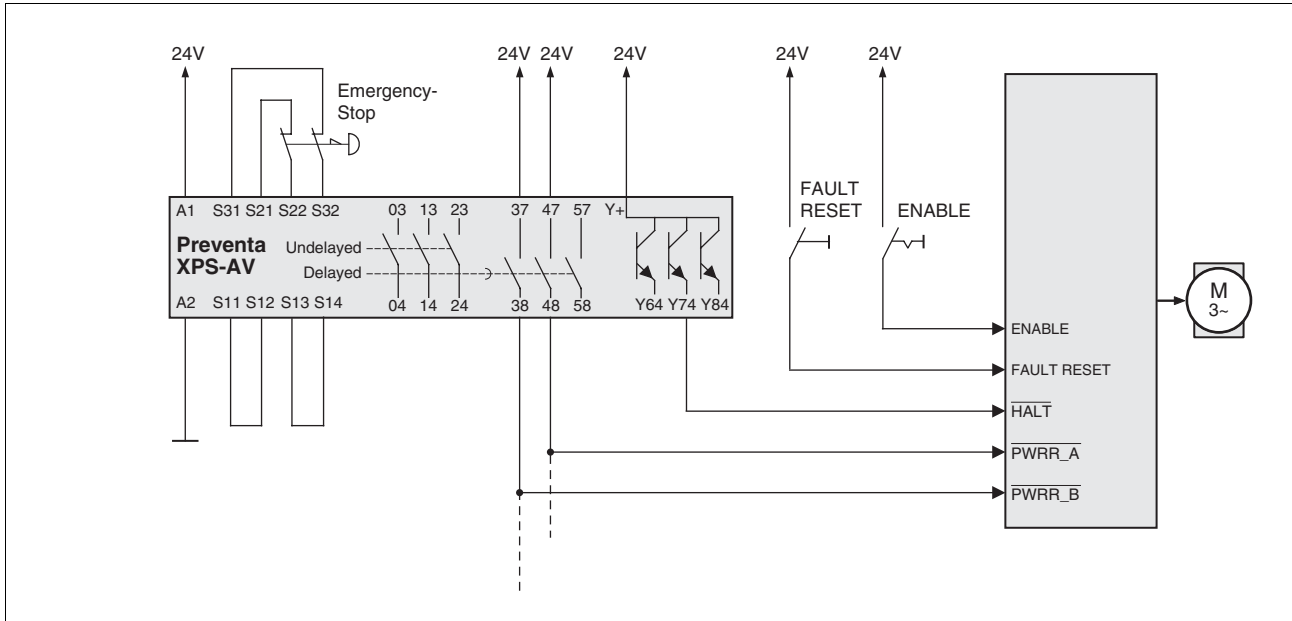 24V
24V
24V
24V
24V
24V
Emergency-
Stop
FAULT
RESET
ENABLE
A1 S31 S21 S22 S32 03 13 23 37 47 57 Y+
Preventa
XPS-AV
Undelayed
Delayed
A2 S11 S12 S13 S14 04 14 24 38 48 58 Y64 Y74 Y84
M
3~
ENABLE
FAULT RESET
HALT
PWRR_A
PWRR_B